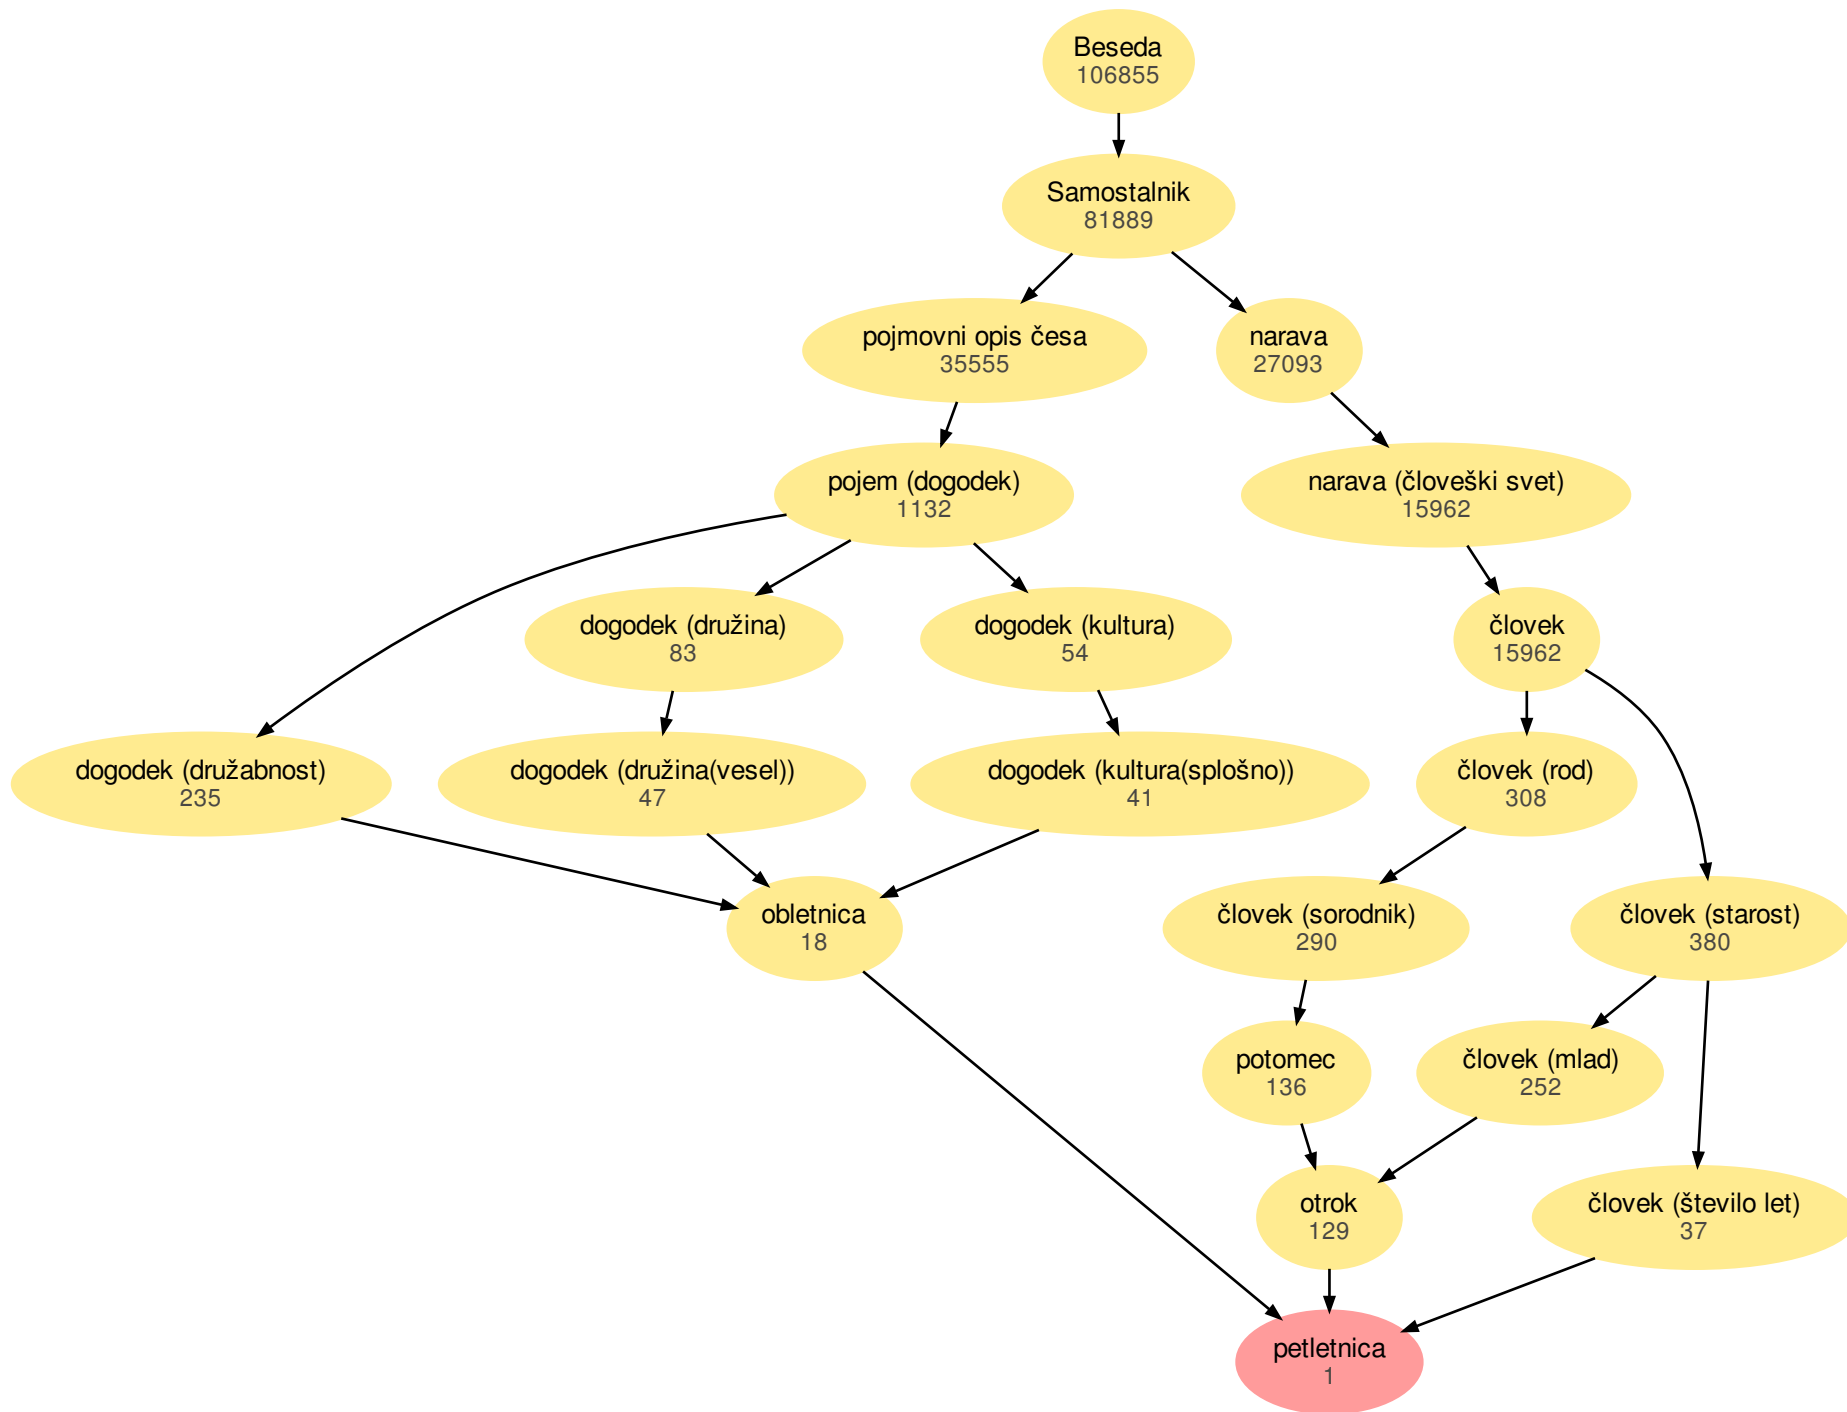 Beseda
106855
Samostalnik
81889
pojmovni opis česa
35555
narava
27093
pojem (dogodek)
1132
narava (človeški svet)
15962
dogodek (družina)
83
dogodek (kultura)
54
človek
15962
dogodek (družabnost)
235
dogodek (družina(vesel))
47
dogodek (kultura(splošno))
41
človek (rod)
308
obletnica
18
človek (sorodnik)
290
človek (starost)
380
potomec
136
človek (mlad)
252
otrok
129
človek (število let)
37
petletnica
1